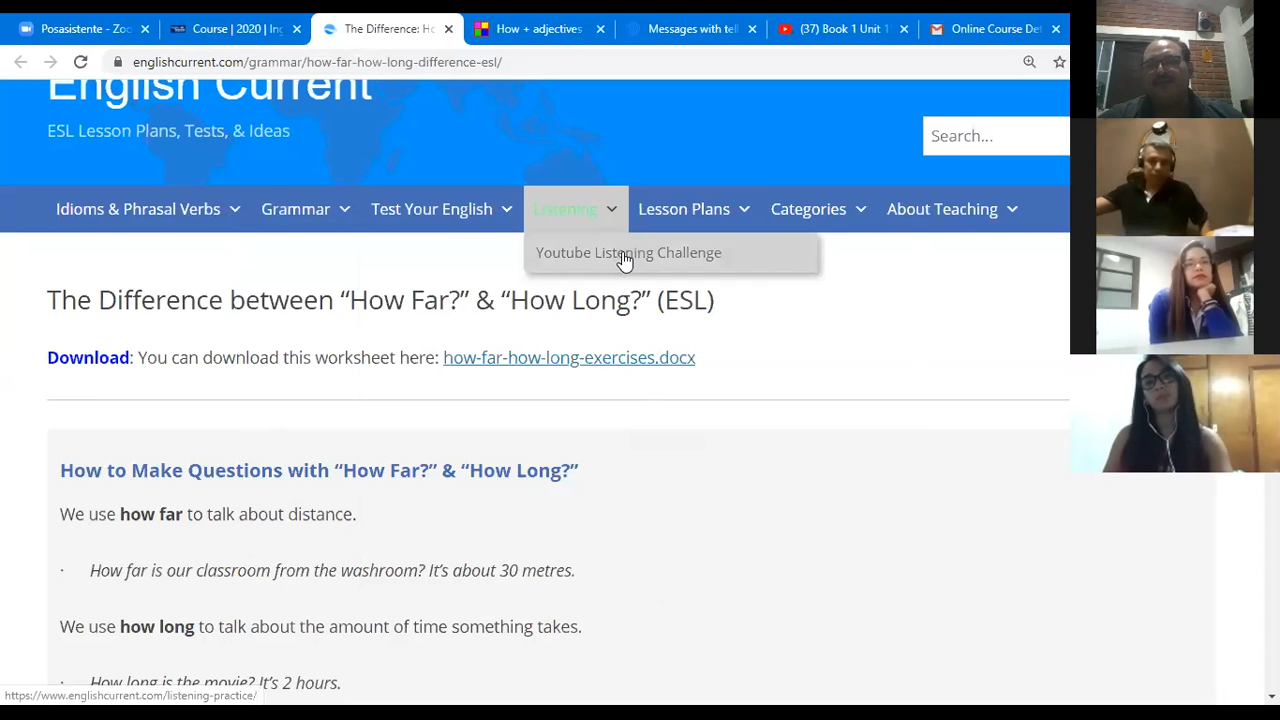 Posasistente - Zoo
Course | 2020 | In
The Difference: Ho
How + adjectives
Messages with tell
(37) Book 1 Unit 1
Online Course De
englishcurrent.com/grammar/how-far-how-long-difference-esl/
English Current
ESL Lesson Plans, Tests, & Ideas
Search...
Idioms & Phrasal Verbs Grammar Test Your English Listening Lesson Plans Categories About Teaching
Youtube Listening Challenge
The Difference between “How Far?” & “How Long?” (ESL)
Download: You can download this worksheet here: how-far-how-long-exercises.docx
How to Make Questions with “How Far?” & “How Long?”
We use how far to talk about distance.
· How far is our classroom from the washroom? It’s about 30 metres.
We use how long to talk about the amount of time something takes.
· How long is the movie? It’s 2 hours.
https://www.englishcurrent.com/listening-practice/